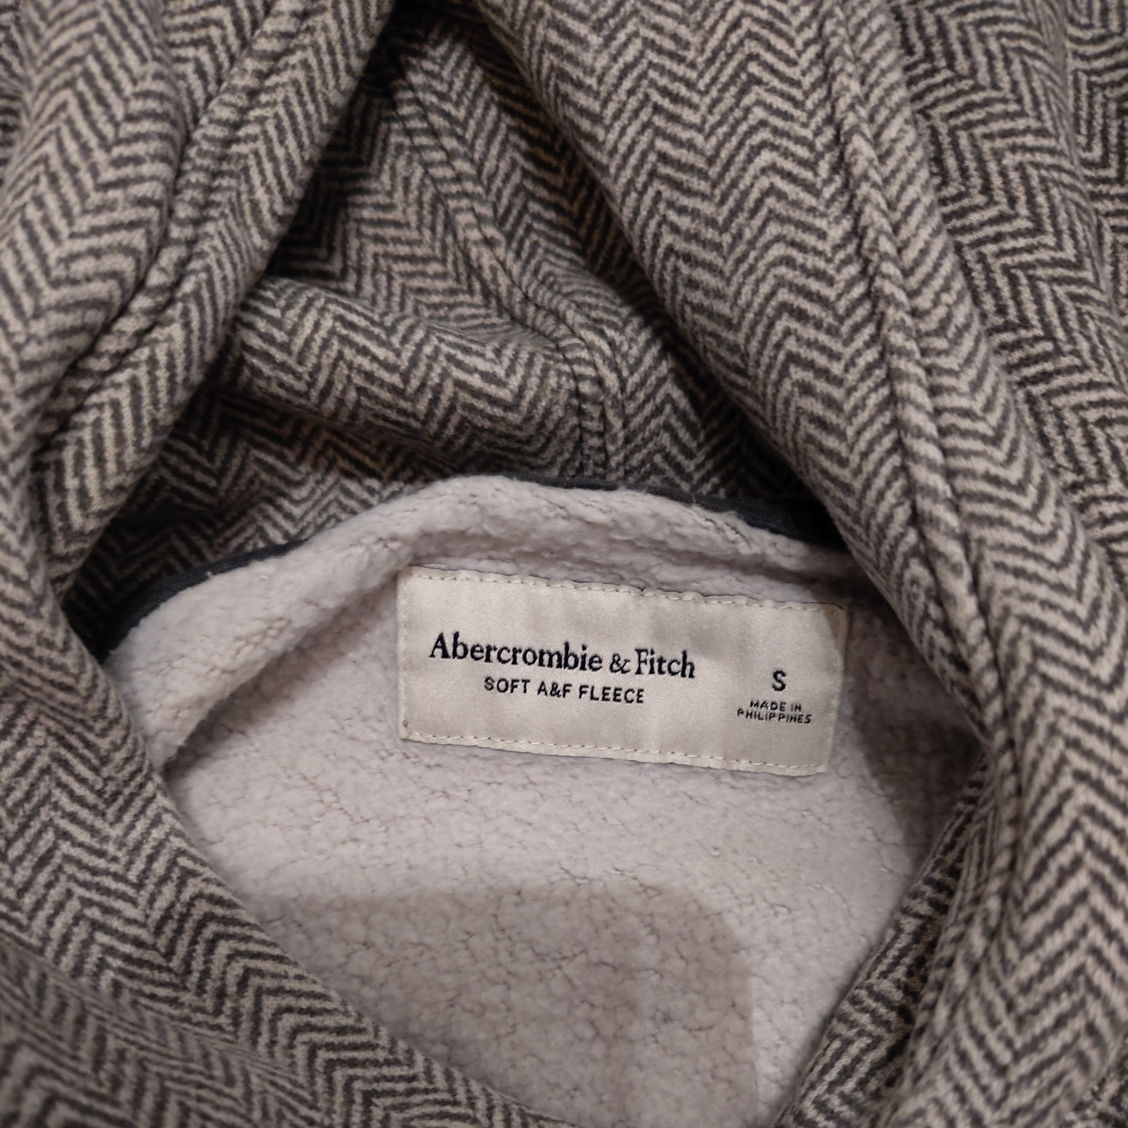 Abercrombie & Fitch
SOFT A&F FLEECE
S
MADE IN
PHILIPPINES